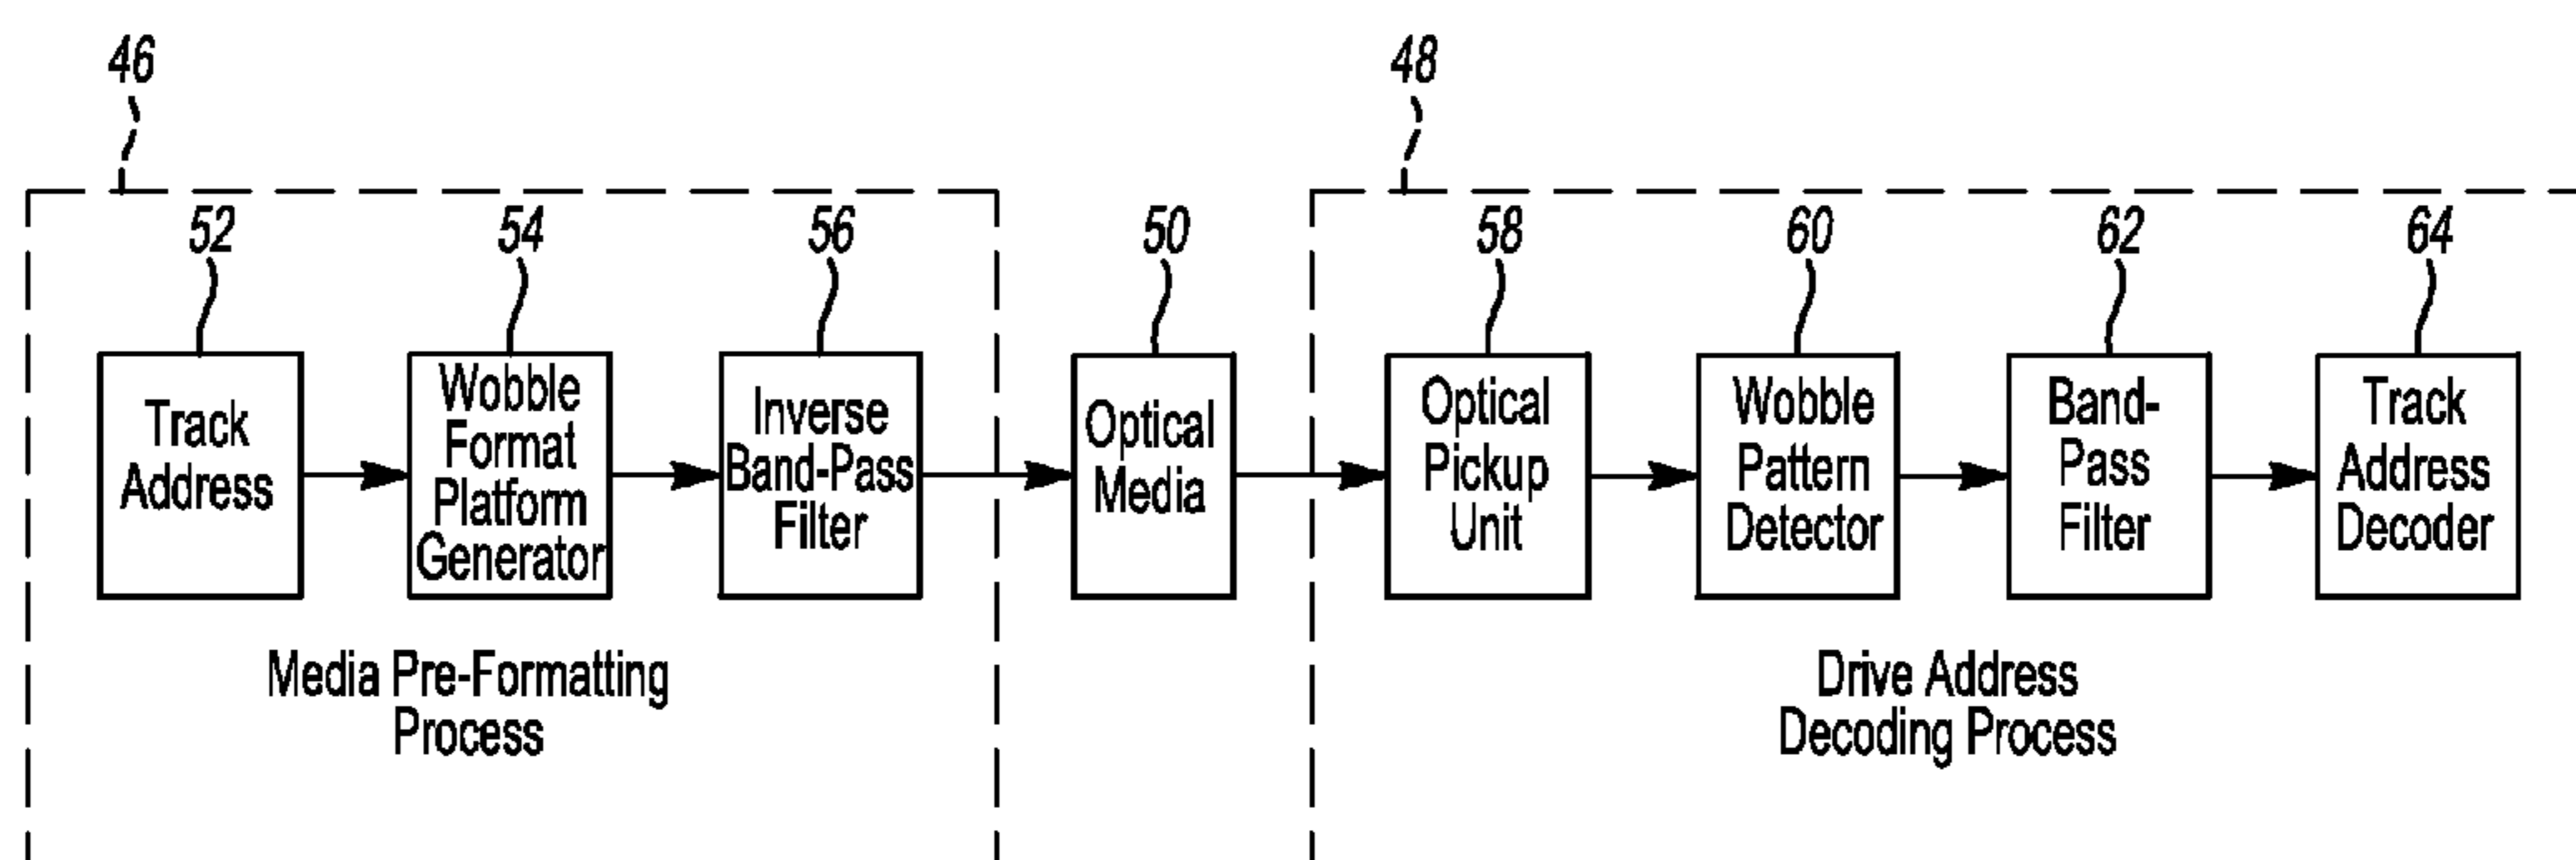 46
48
52
54
56
50
58
60
62
64
Track
Address
Wobble
Format
Platform
Generator
Inverse
Band-Pass
Filter
Optical
Media
Optical
Pickup
Unit
Wobble
Pattern
Detector
Band-
Pass
Filter
Track
Address
Decoder
Media Pre-Formatting
Process
Drive Address
Decoding Process